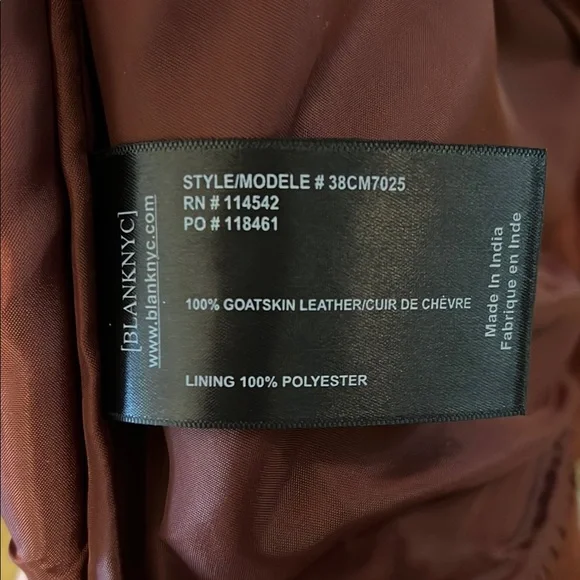 [BLANKNYC]
www.blanknyc.com
STYLE/MODELE # 38CM7025
RN # 114542
PO # 118461
100% GOATSKIN LEATHER/CUIR DE CHÈVRE
LINING 100% POLYESTER
Made In India
Fabrique en Inde